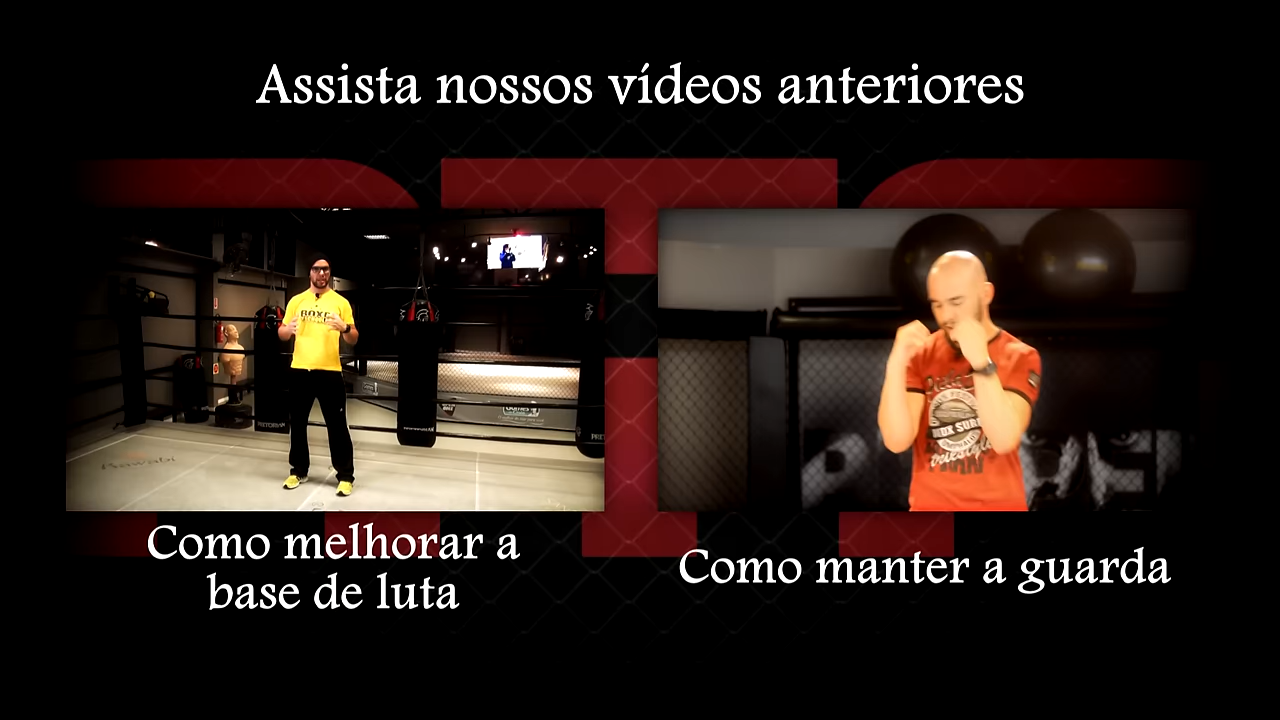 Assista nossos vídeos anteriores
Como melhorar a
base de luta
Como manter a guarda